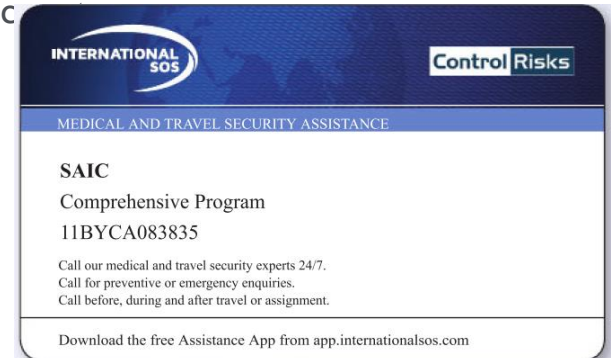 INTERNATIONAL
SOS
Control Risks
MEDICAL AND TRAVEL SECURITY ASSISTANCE
SAIC
Comprehensive Program
11BYCA083835
Call our medical and travel security experts 24/7.
Call for preventive or emergency enquiries.
Call before, during and after travel or assignment.
Download the free Assistance App from app.internationalsos.com